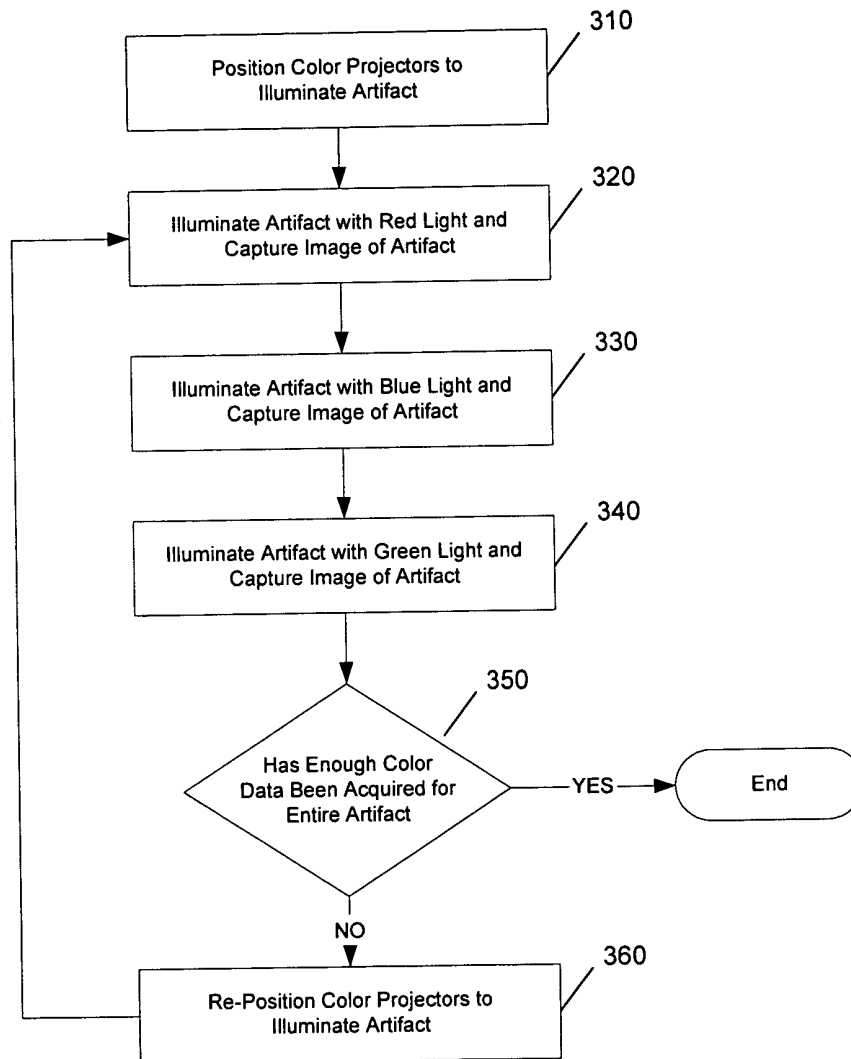 310
Position Color Projectors to
Illuminate Artifact
320
Illuminate Artifact with Red Light and
Capture Image of Artifact
330
Illuminate Artifact with Blue Light and
Capture Image of Artifact
340
Illuminate Artifact with Green Light and
Capture Image of Artifact
350
Has Enough Color
Data Been Acquired for
Entire Artifact
YES
End
NO
360
Re-Position Color Projectors to
Illuminate Artifact